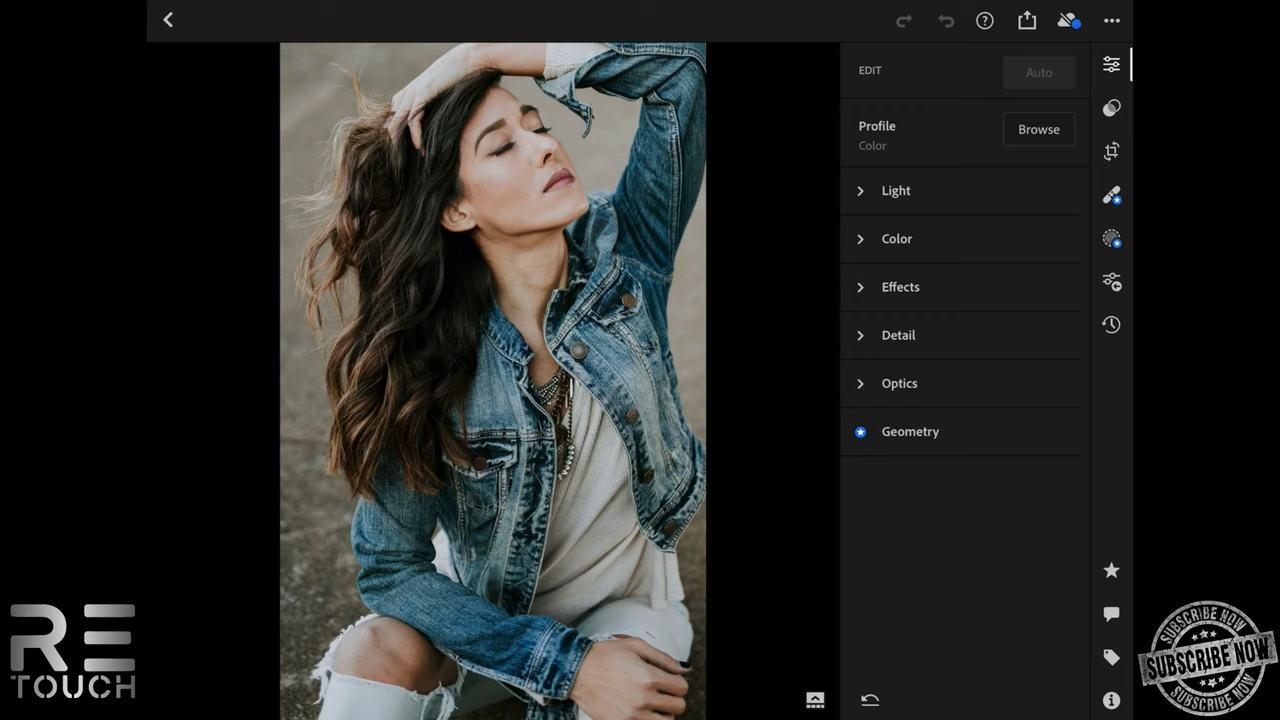 EDIT
Auto
Profile
Color
Browse
Light
Color
Effects
Detail
Optics
Geometry
RE
TOUCH
SUBSCRIBE NOW
SUBSCRIBE NOW
SUBSCRIBE NOW